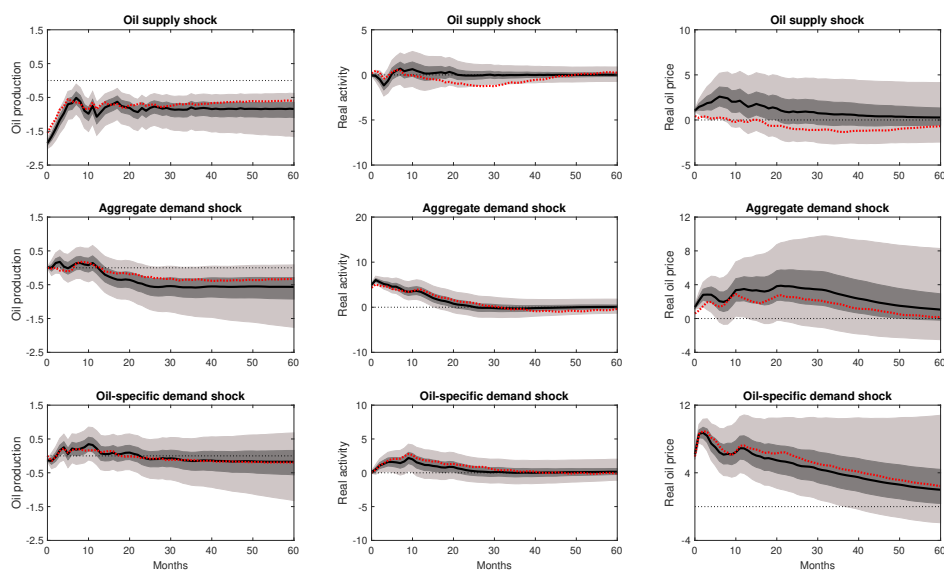 Oil supply shock
Oil production
1.5
0.5
-0.5
-1.5
-2.5
0 10 20 30 40 50 60
Oil supply shock
Real activity
5
0
-5
-10
0 10 20 30 40 50 60
Oil supply shock
Real oil price
10
5
0
-5
0 10 20 30 40 50 60
Aggregate demand shock
Oil production
1.5
0.5
-0.5
-1.5
-2.5
0 10 20 30 40 50 60
Aggregate demand shock
Real activity
20
10
0
-10
0 10 20 30 40 50 60
Aggregate demand shock
Real oil price
12
8
4
0
-4
0 10 20 30 40 50 60
Oil-specific demand shock
Oil production
1.5
0.5
-0.5
-1.5
-2.5
0 10 20 30 40 50 60
Months
Oil-specific demand shock
Real activity
20
10
0
-10
0 10 20 30 40 50 60
Months
Oil-specific demand shock
Real oil price
12
4
-4
0 10 20 30 40 50 60
Months